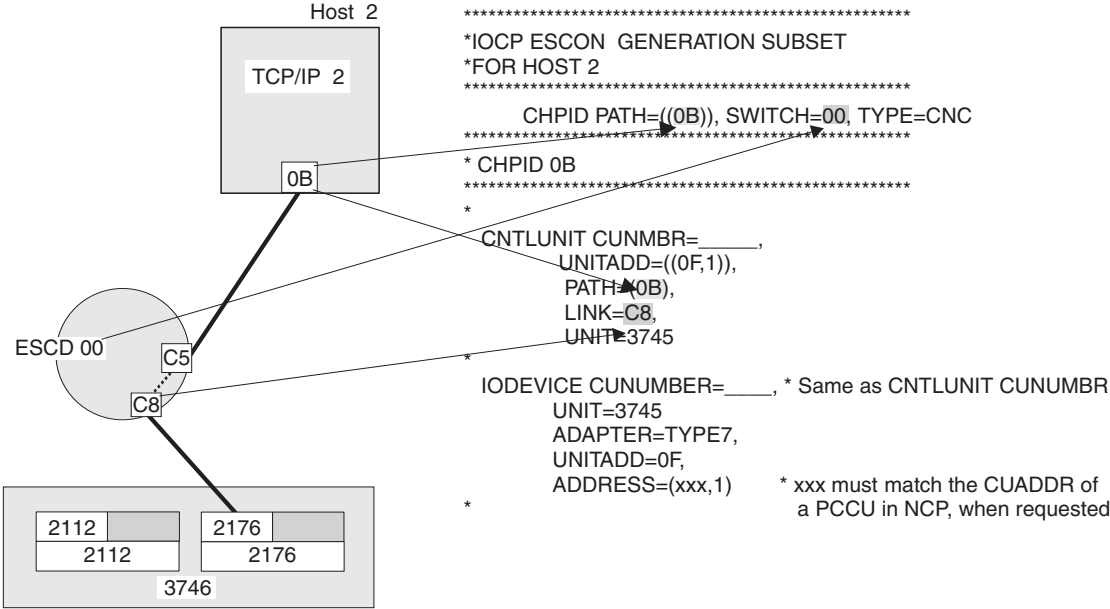 Host 2
TCP/IP 2
0B
ESCD 00
C5
C8
2112
2112
2176
2176
3746
****************************************************
*IOCP ESCON GENERATION SUBSET
*FOR HOST 2
****************************************************
CHPID PATH=((0B)), SWITCH=00, TYPE=CNC
****************************************************
* CHPID 0B
****************************************************
*
CNTLUNIT CUNMBR=_____,
UNITADD=((0F,1)),
PATH=(0B),
LINK=C8,
UNIT=3745
*
IODEVICE CUNUMBER=____, * Same as CNTLUNIT CUNUMBR
UNIT=3745
ADAPTER=TYPE7,
UNITADD=0F,
ADDRESS=(xxx,1) * xxx must match the CUADDR of
* a PCCU in NCP, when requested